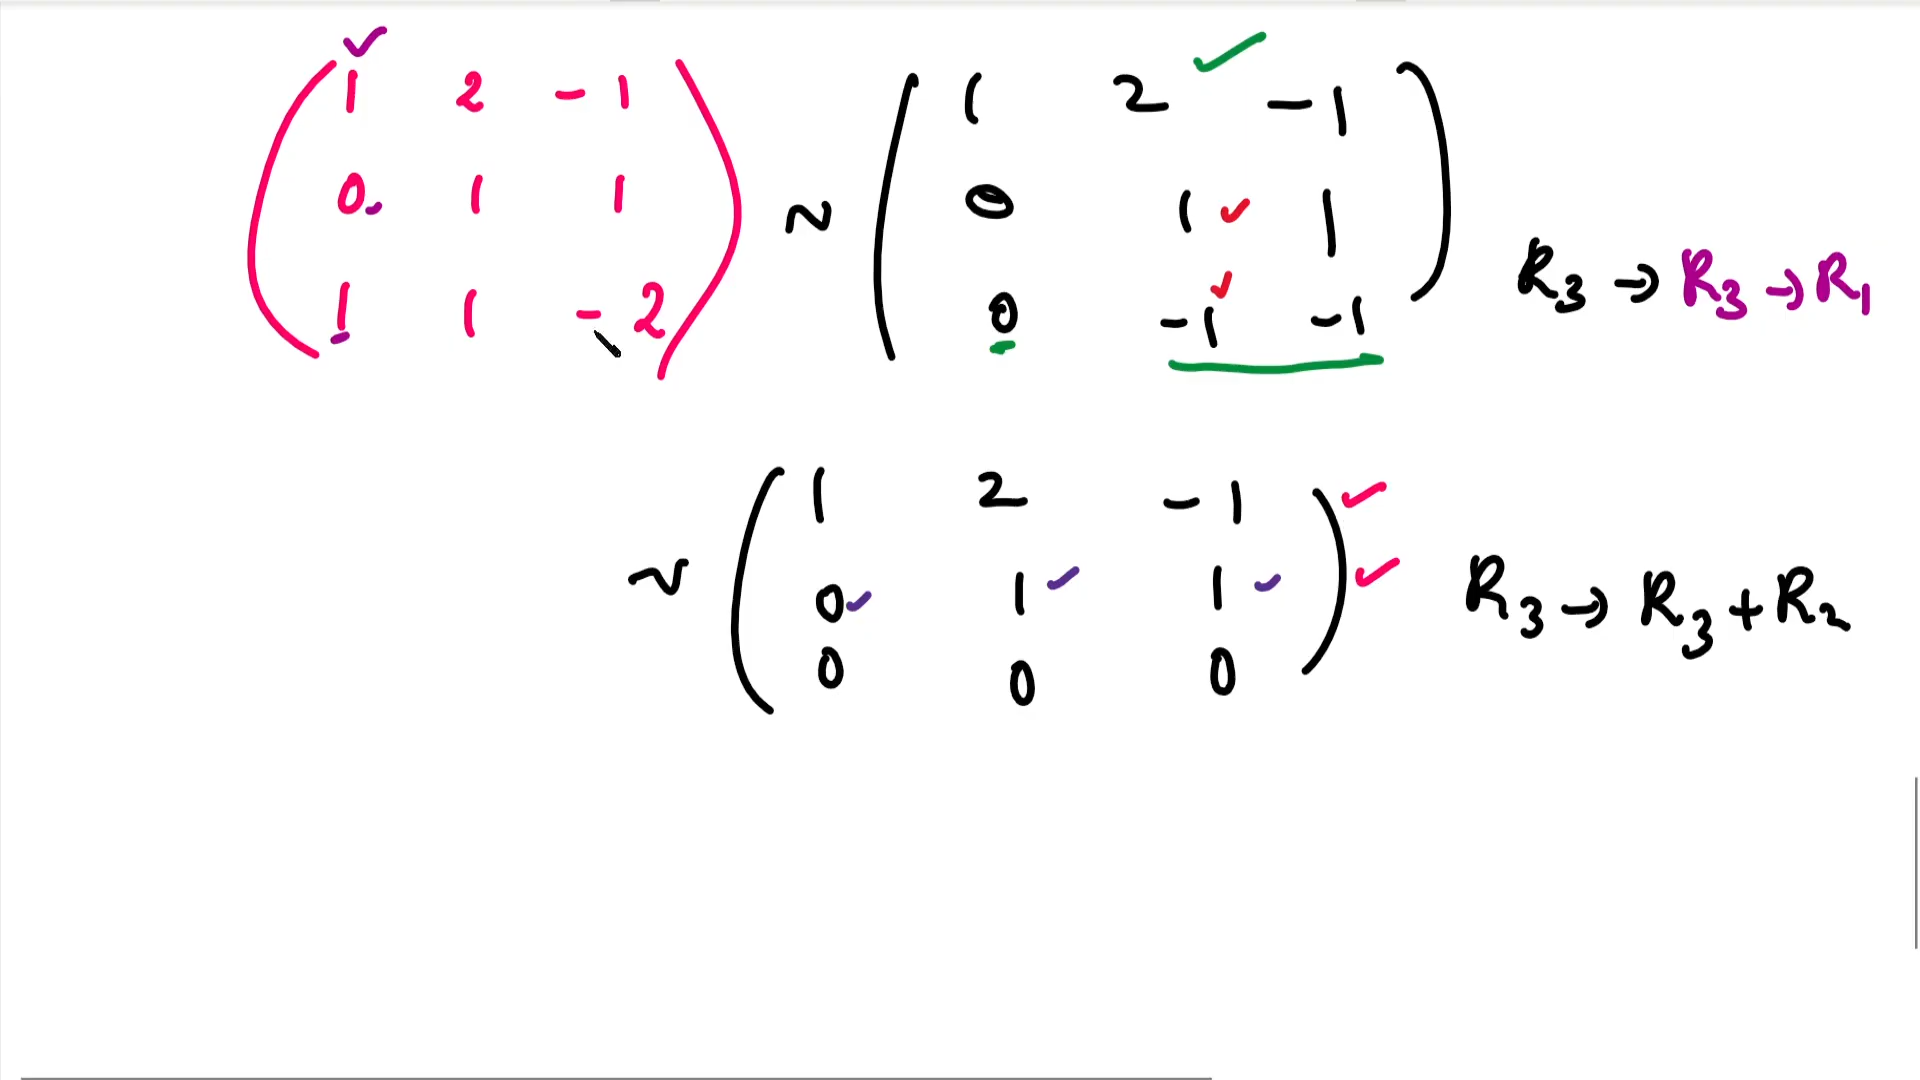 1 2 -1
0 1 1
1 1 -2
~
1 2 -1
0 1 1
0 -1 -1
R3 → R3 → R1
~
1 2 -1
0 1 1
0 0 0
R3 → R3 + R2